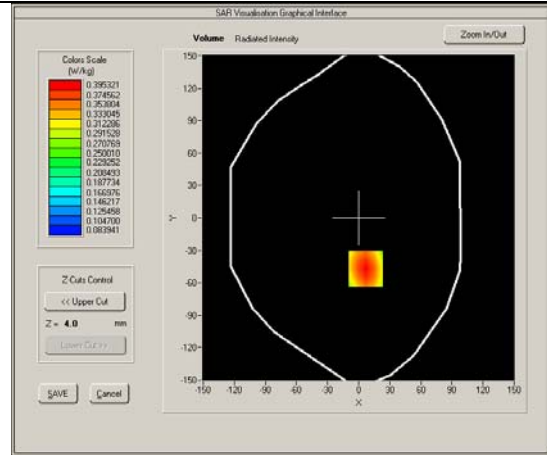 SAR Visualisation Graphical Interface
Volume Radiated Intensity
Zoom In/Out
Colors Scale
(W/kg)
0.395321
0.374562
0.353804
0.333045
0.312286
0.291528
0.270769
0.250010
0.229252
0.208493
0.187734
0.166976
0.146217
0.125458
0.104700
0.083941
Z Cuts Control
<< Upper Cut
Z = 4.0 mm
Lower Cut >>
SAVE Cancel
150
120
90
60
30
0
-30
-60
-90
-120
-150
Y
-150 -120 -90 -60 -30 0 30 60 90 120 150
X